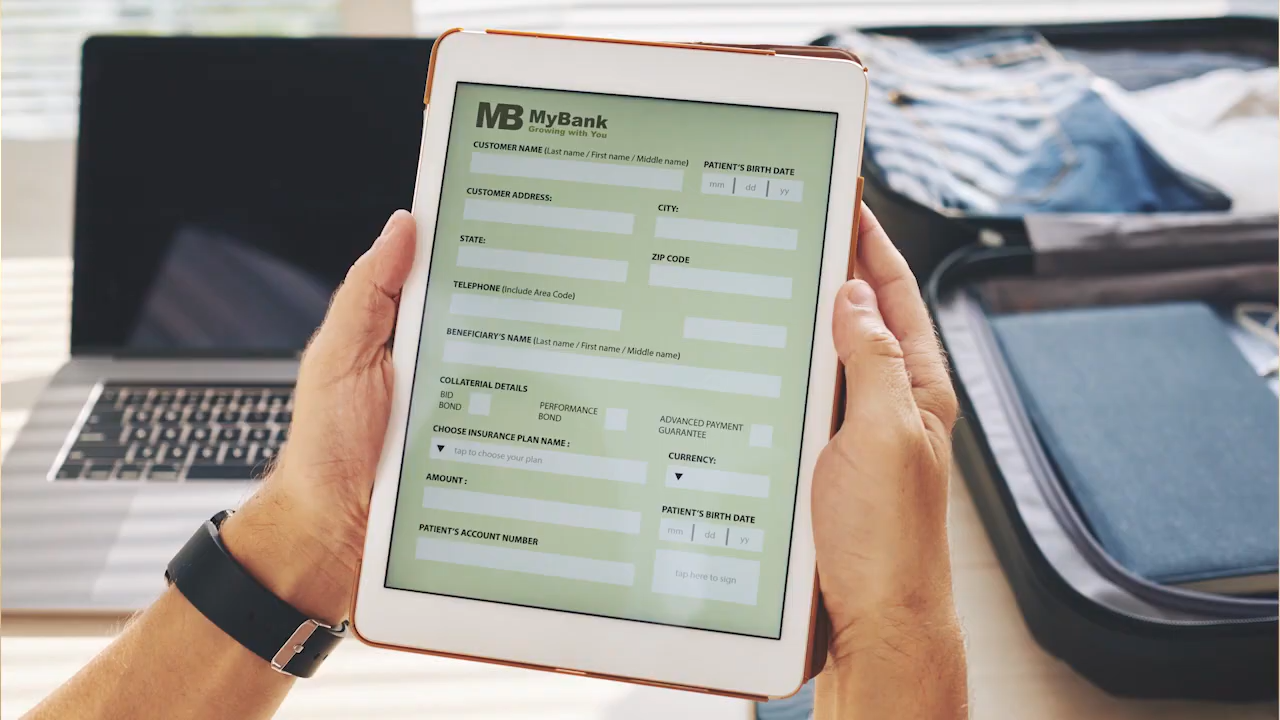 MB MyBank
Growing with You
CUSTOMER NAME (Last name / First name / Middle name)
PATIENT'S BIRTH DATE
mm | dd | yy
CUSTOMER ADDRESS:
CITY:
STATE:
ZIP CODE
TELEPHONE (Include Area Code)
BENEFICIARY'S NAME (Last name / First name / Middle name)
COLLATERIAL DETAILS
BID
BOND
PERFORMANCE
BOND
ADVANCED PAYMENT
GUARANTEE
CHOOSE INSURANCE PLAN NAME :
tap to choose your plan
CURRENCY:
AMOUNT :
PATIENT'S BIRTH DATE
mm | dd | yy
PATIENT'S ACCOUNT NUMBER
tap here to sign